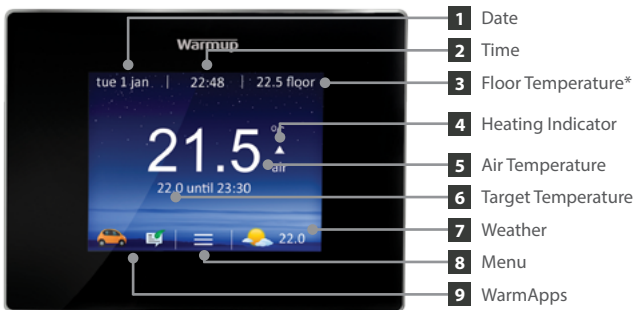 Warmup
tue 1 jan | 22:48 | 22.5 floor
21.5
°c
air
22.0 until 23:30
22.0
1 Date
2 Time
3 Floor Temperature*
4 Heating Indicator
5 Air Temperature
6 Target Temperature
7 Weather
8 Menu
9 WarmApps